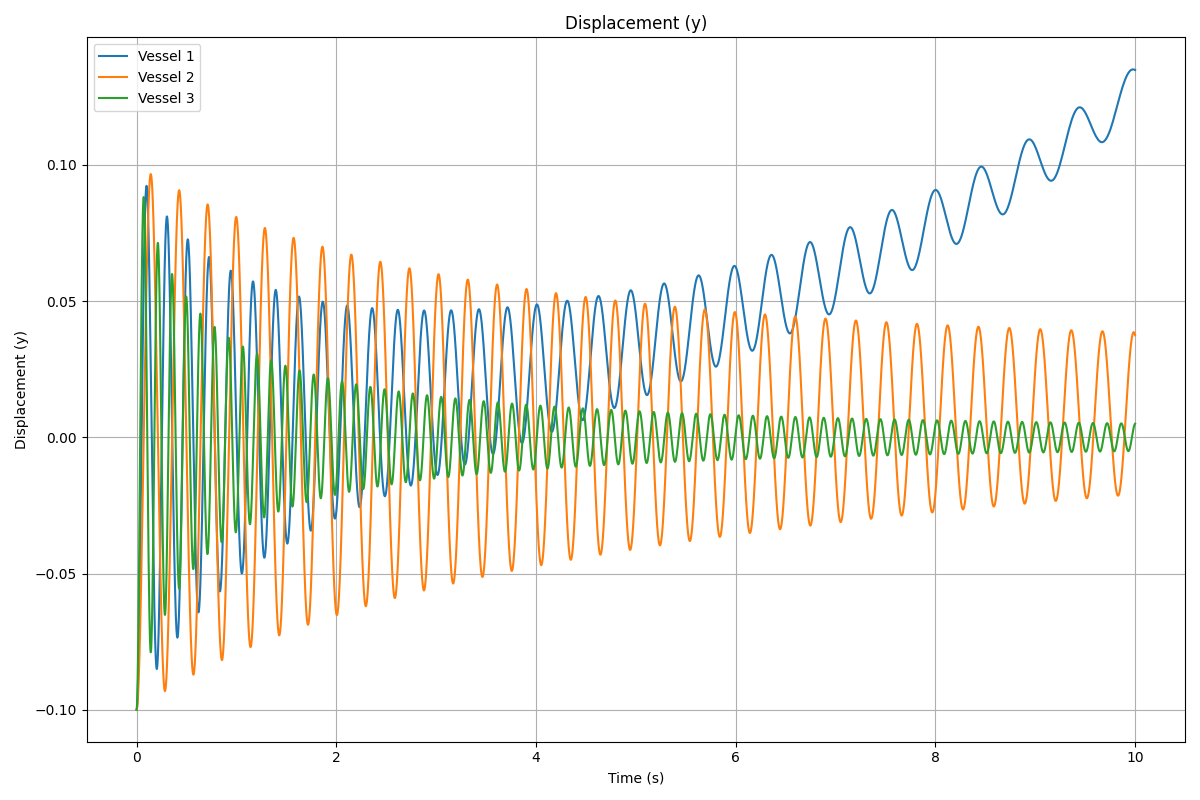 Displacement (y)
Vessel 1
Vessel 2
Vessel 3
Displacement (y)
0.10
0.05
0.00
−0.05
−0.10
0 2 4 6 8 10
Time (s)